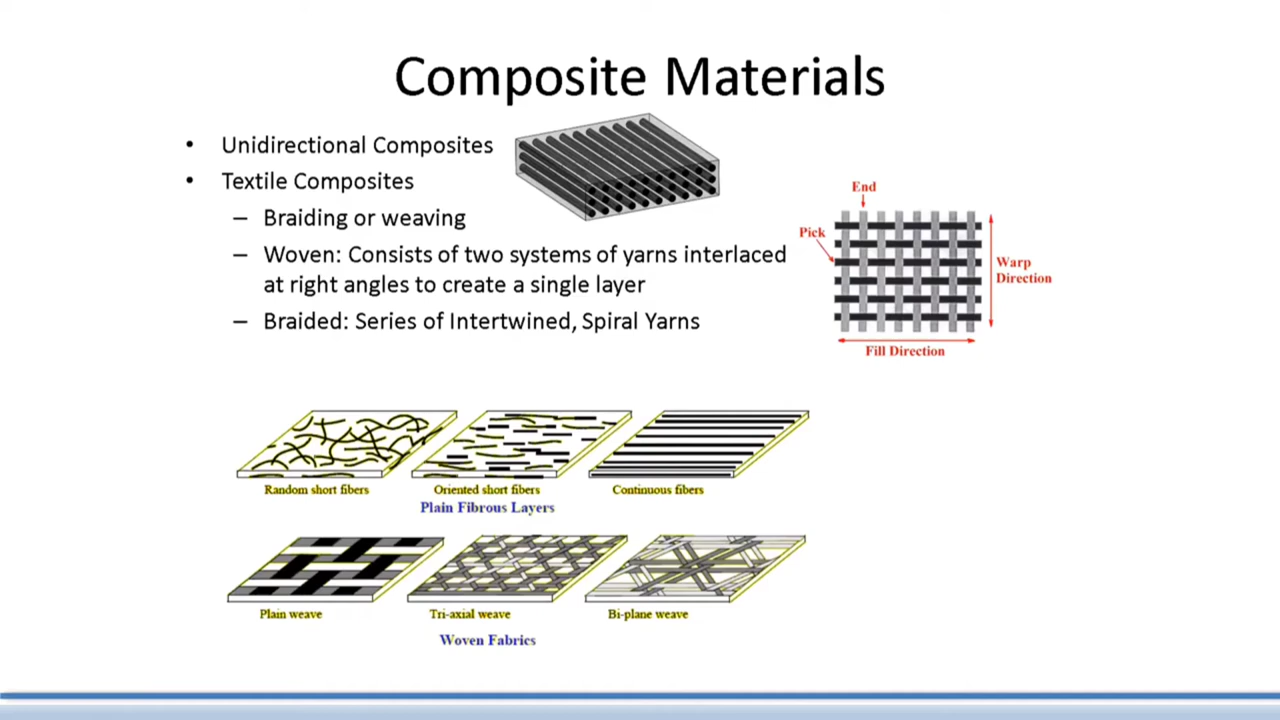 Composite Materials
• Unidirectional Composites
• Textile Composites
– Braiding or weaving
– Woven: Consists of two systems of yarns interlaced
at right angles to create a single layer
– Braided: Series of Intertwined, Spiral Yarns
End
Pick
Warp
Direction
Fill Direction
Random short fibers
Oriented short fibers
Continuous fibers
Plain Fibrous Layers
Plain weave
Tri-axial weave
Bi-plane weave
Woven Fabrics